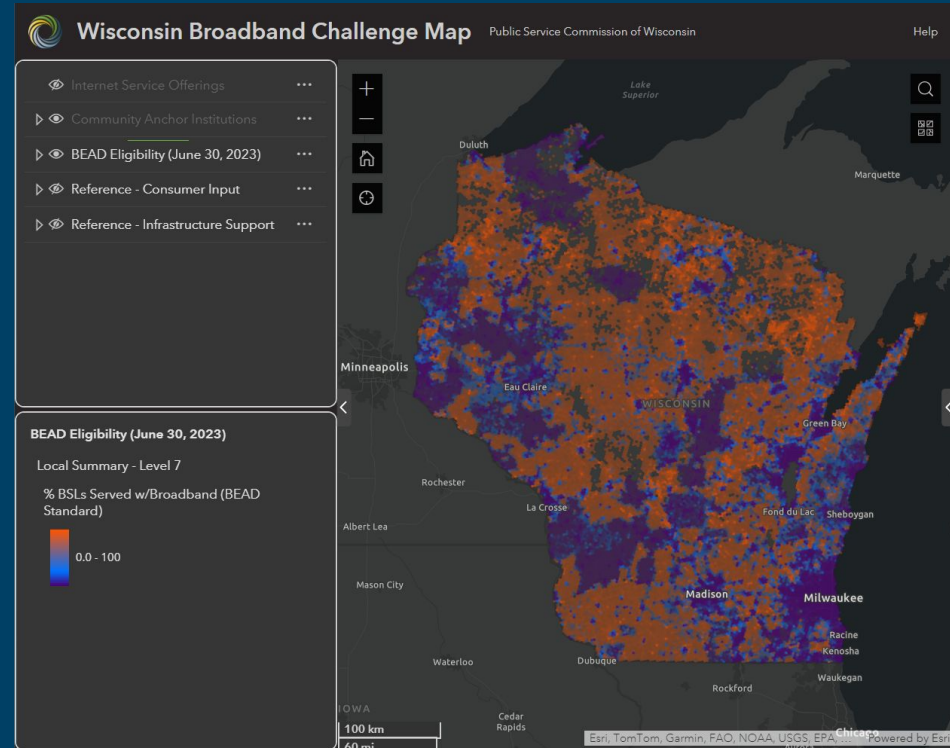 Wisconsin Broadband Challenge Map
Public Service Commission of Wisconsin
Help
Internet Service Offerings
Community Anchor Institutions
BEAD Eligibility (June 30, 2023)
Reference - Consumer Input
Reference - Infrastructure Support
BEAD Eligibility (June 30, 2023)
Local Summary - Level 7
% BSLs Served w/Broadband (BEAD
Standard)
0.0 - 100
Lake
Superior
Duluth
Marquette
Minneapolis
Eau Claire
WISCONSIN
Green Bay
Rochester
La Crosse
Fond du Lac
Sheboygan
Albert Lea
Mason City
Madison
Milwaukee
Racine
Kenosha
Waterloo
Dubuque
Waukegan
Rockford
IOWA
Cedar
Rapids
Chicago
100 km
60 mi
Esri, TomTom, Garmin, FAO, NOAA, USGS, EPA, ...
Powered by Esri